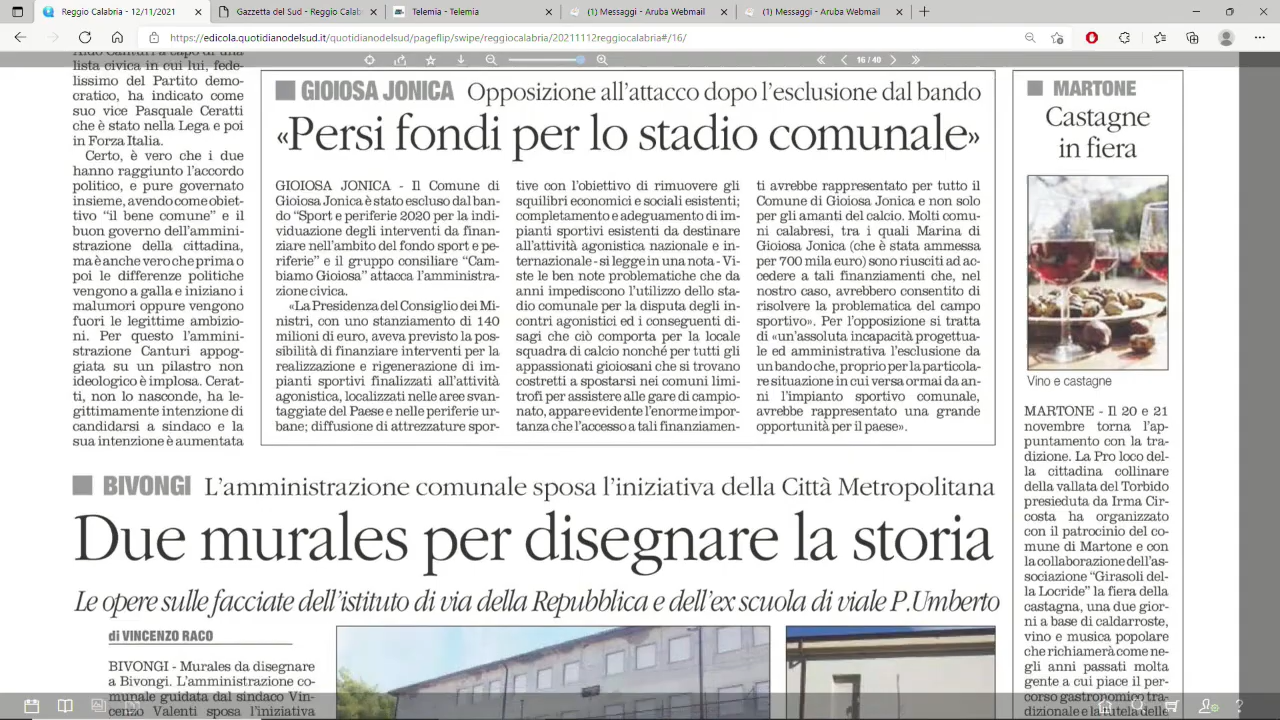 Reggio Calabria - 12/11/2021
Gazzetta del Sud - Reggio Calab
Telemia - Telemia
(1) Messaggi - Aruba Webmail
(1) Messaggi - Aruba Webmail
https://edicola.quotidianodelsud.it/quotidianodelsud/pageflip/swipe/reggiocalabria/20211112reggiocalabria#/16/
16 / 40
Aldo Canturi a capo di una
lista civica in cui lui, fede-
lissimo del Partito demo-
cratico, ha indicato come
suo vice Pasquale Ceratti
che è stato nella Lega e poi
in Forza Italia.
Certo, è vero che i due
hanno raggiunto l'accordo
politico, e pure governato
insieme, avendo come obiet-
tivo "il bene comune" e il
buon governo dell'ammini-
strazione della cittadina,
ma è anche vero che prima o
poi le differenze politiche
vengono a galla e iniziano i
malumori oppure vengono
fuori le legittime ambizio-
ni. Per questo l'ammini-
strazione Canturi appog-
giata su un pilastro non
ideologico è implosa. Cerat-
ti, non lo nasconde, ha le-
gittimamente intenzione di
candidarsi a sindaco e la
sua intenzione è aumentata
GIOIOSA JONICA Opposizione all'attacco dopo l'esclusione dal bando
«Persi fondi per lo stadio comunale»
GIOIOSA JONICA - Il Comune di
Gioiosa Jonica è stato escluso dal ban-
do "Sport e periferie 2020 per la indi-
viduazione degli interventi da finan-
ziare nell'ambito del fondo sport e pe-
riferie" e il gruppo consiliare "Cam-
biamo Gioiosa" attacca l'amministra-
zione civica.
«La Presidenza del Consiglio dei Mi-
nistri, con uno stanziamento di 140
milioni di euro, aveva previsto la pos-
sibilità di finanziare interventi per la
realizzazione e rigenerazione di im-
pianti sportivi finalizzati all'attività
agonistica, localizzati nelle aree svan-
taggiate del Paese e nelle periferie ur-
bane; diffusione di attrezzature spor-
tive con l'obiettivo di rimuovere gli
squilibri economici e sociali esistenti;
completamento e adeguamento di im-
pianti sportivi esistenti da destinare
all'attività agonistica nazionale e in-
ternazionale - si legge in una nota - Vi-
ste le ben note problematiche che da
anni impediscono l'utilizzo dello sta-
dio comunale per la disputa degli in-
contri agonistici ed i conseguenti di-
sagi che ciò comporta per la locale
squadra di calcio nonché per tutti gli
appassionati gioiosani che si trovano
costretti a spostarsi nei comuni limi-
trofi per assistere alle gare di campio-
nato, appare evidente l'enorme impor-
tanza che l'accesso a tali finanziamen-
ti avrebbe rappresentato per tutto il
Comune di Gioiosa Jonica e non solo
per gli amanti del calcio. Molti comu-
ni calabresi, tra i quali Marina di
Gioiosa Jonica (che è stata ammessa
per 700 mila euro) sono riusciti ad ac-
cedere a tali finanziamenti che, nel
nostro caso, avrebbero consentito di
risolvere la problematica del campo
sportivo». Per l'opposizione si tratta
di «un'assoluta incapacità progettua-
le ed amministrativa l'esclusione da
un bando che, proprio per la particola-
re situazione in cui versa ormai da an-
ni l'impianto sportivo comunale,
avrebbe rappresentato una grande
opportunità per il paese».
MARTONE
Castagne
in fiera
Vino e castagne
MARTONE - Il 20 e 21
novembre torna l'ap-
puntamento con la tra-
dizione. La Pro loco del-
la cittadina collinare
della vallata del Torbido
presieduta da Irma Cir-
costa ha organizzato
con il patrocinio del co-
mune di Martone e con
la collaborazione dell'as-
sociazione "Girasoli del-
la Locride" la fiera della
castagna, una due gior-
ni a base di caldarroste,
vino e musica popolare
che richiamerà come ne-
gli anni passati molta
gente a cui piace il per-
corso gastronomico tra-
dizionale e la tutela delle
BIVONGI L'amministrazione comunale sposa l'iniziativa della Città Metropolitana
Due murales per disegnare la storia
Le opere sulle facciate dell'istituto di via della Repubblica e dell'ex scuola di viale P.Umberto
di VINCENZO RACO
BIVONGI - Murales da disegnare
a Bivongi. L'amministrazione co-
munale guidata dal sindaco Vin-
cenzo Valenti sposa l'iniziativa